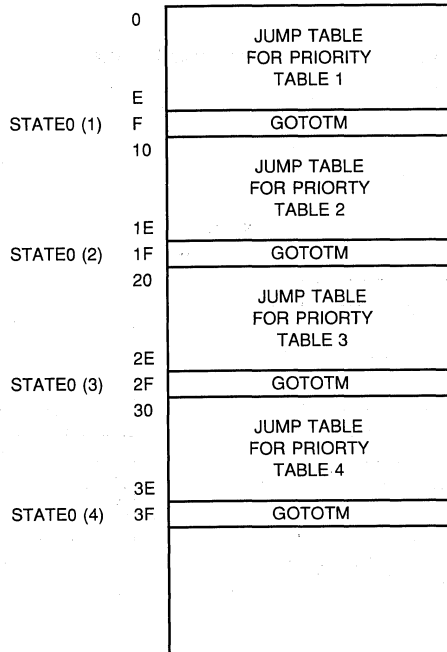 0
JUMP TABLE
FOR PRIORITY
TABLE 1
E
STATE0 (1) F GOTOTM
10
JUMP TABLE
FOR PRIORTY
TABLE 2
1E
STATE0 (2) 1F GOTOTM
20
JUMP TABLE
FOR PRIORTY
TABLE 3
2E
STATE0 (3) 2F GOTOTM
30
JUMP TABLE
FOR PRIORTY
TABLE 4
3E
STATE0 (4) 3F GOTOTM